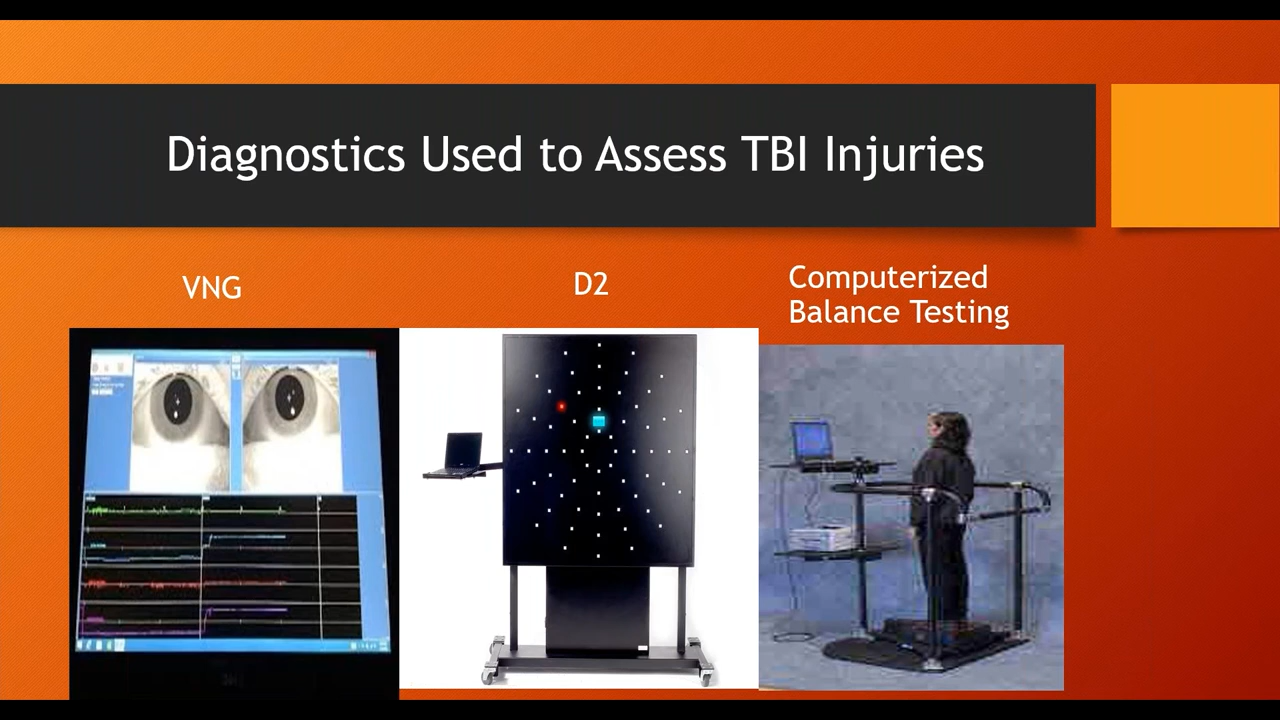 Diagnostics Used to Assess TBI Injuries
VNG
D2
Computerized
Balance Testing